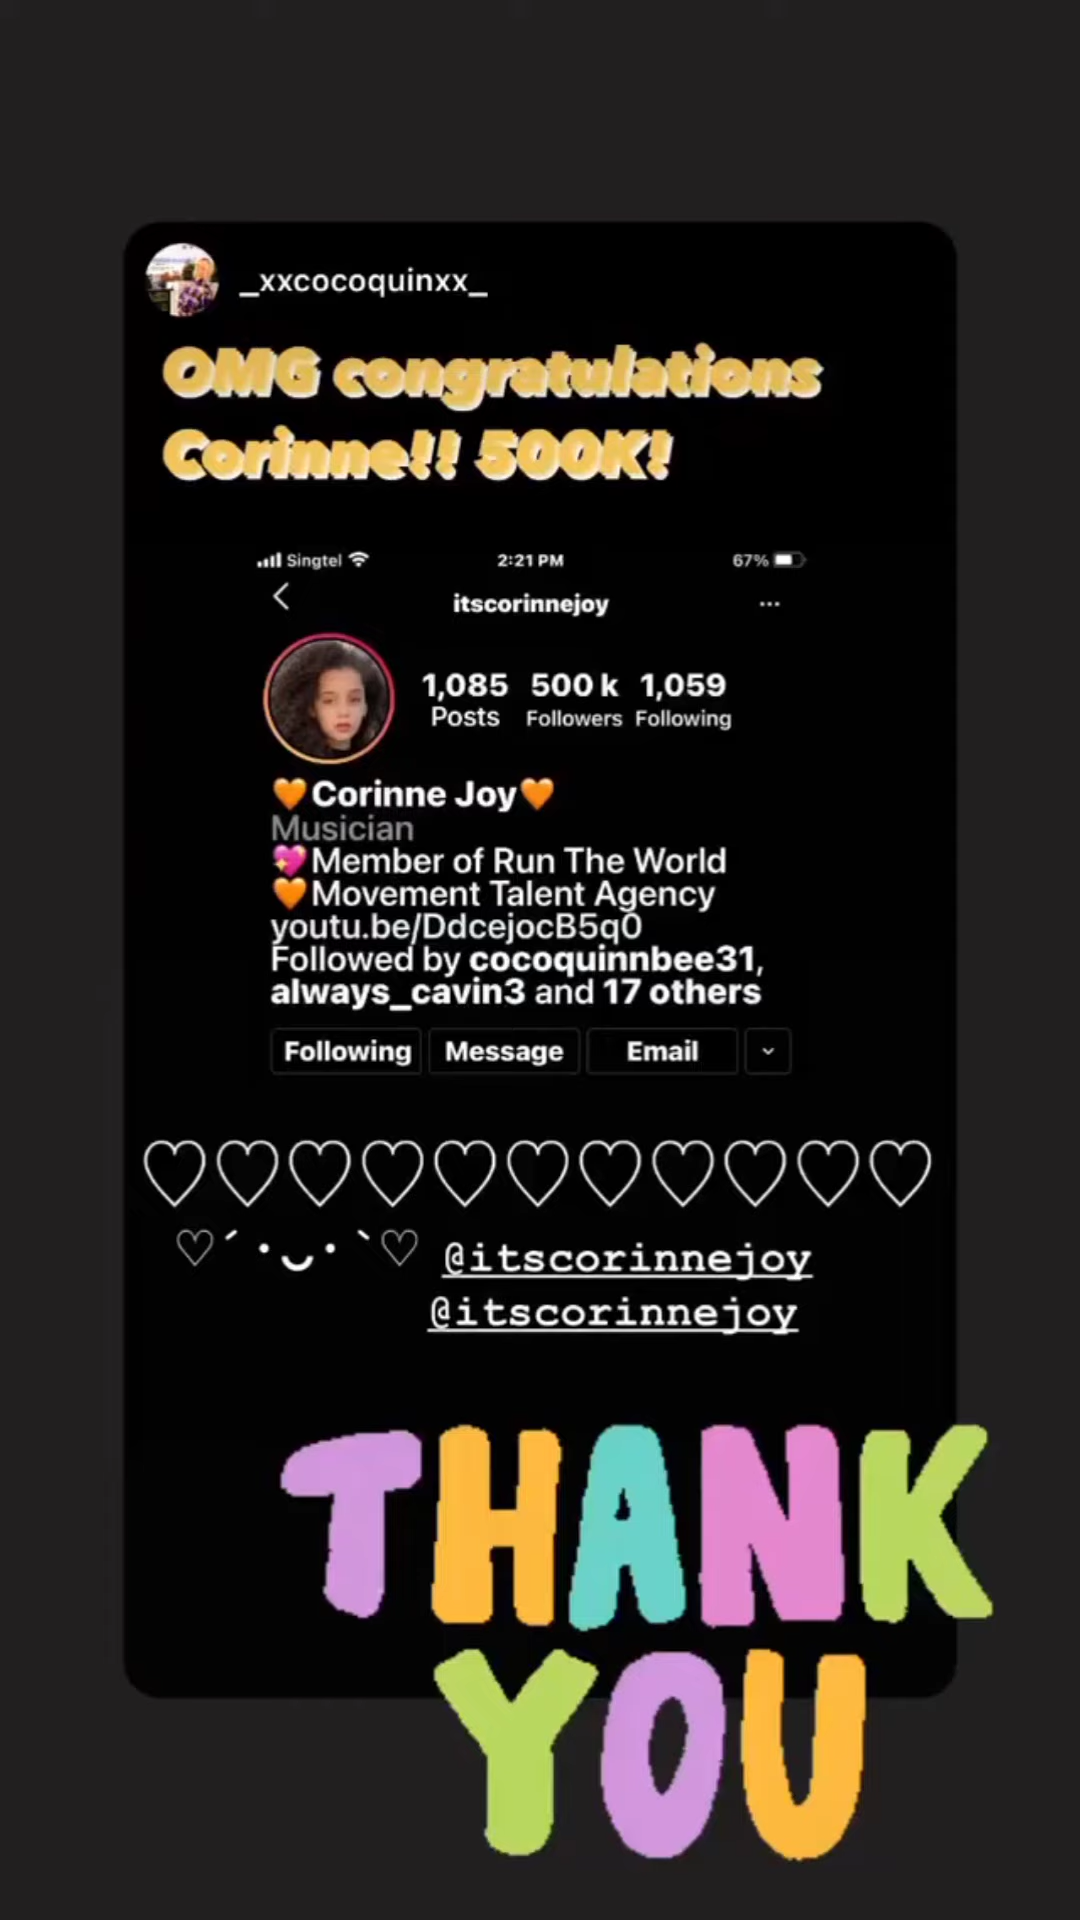 _xxcocoquinxx_
OMG congratulations
Corinne!! 500K!
Singtel 2:21 PM 67%
itscorinnejoy ...
1,085 500k 1,059
Posts Followers Following
🧡Corinne Joy🧡
Musician
💖Member of Run The World
🧡Movement Talent Agency
youtu.be/DdcejocB5q0
Followed by cocoquinnbee31,
always_cavin3 and 17 others
Following Message Email
♡♡♡♡♡♡♡♡♡♡♡
♡´・ᴗ・`♡ @itscorinnejoy
@itscorinnejoy
THANK
YOU